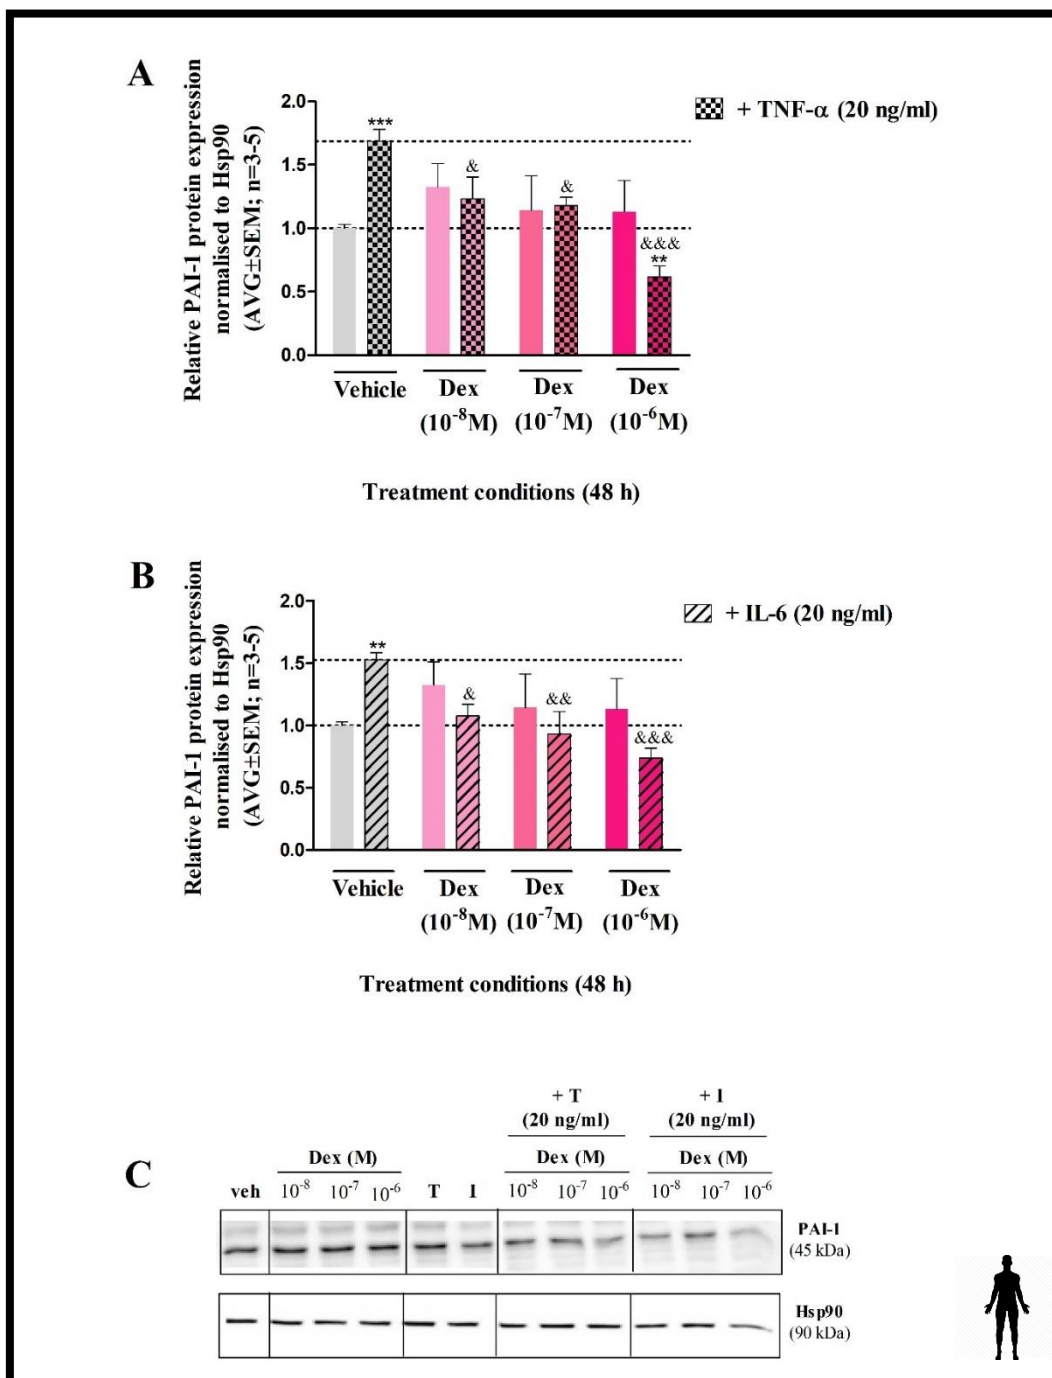 A
Relative PAI-1 protein expression
normalised to Hsp90
(AVG±SEM; n=3-5)
2.0
1.5
1.0
0.5
0.0
***
&
&
&&&
**
+ TNF-α (20 ng/ml)
Vehicle
Dex
(10⁻⁸M)
Dex
(10⁻⁷M)
Dex
(10⁻⁶M)
Treatment conditions (48 h)
B
Relative PAI-1 protein expression
normalised to Hsp90
(AVG±SEM; n=3-5)
2.0
1.5
1.0
0.5
0.0
**
&
&&
&&&
+ IL-6 (20 ng/ml)
Vehicle
Dex
(10⁻⁸M)
Dex
(10⁻⁷M)
Dex
(10⁻⁶M)
Treatment conditions (48 h)
C
+ T
(20 ng/ml)
+ I
(20 ng/ml)
Dex (M)
Dex (M)
Dex (M)
veh 10⁻⁸ 10⁻⁷ 10⁻⁶ T I 10⁻⁸ 10⁻⁷ 10⁻⁶ 10⁻⁸ 10⁻⁷ 10⁻⁶
PAI-1
(45 kDa)
Hsp90
(90 kDa)